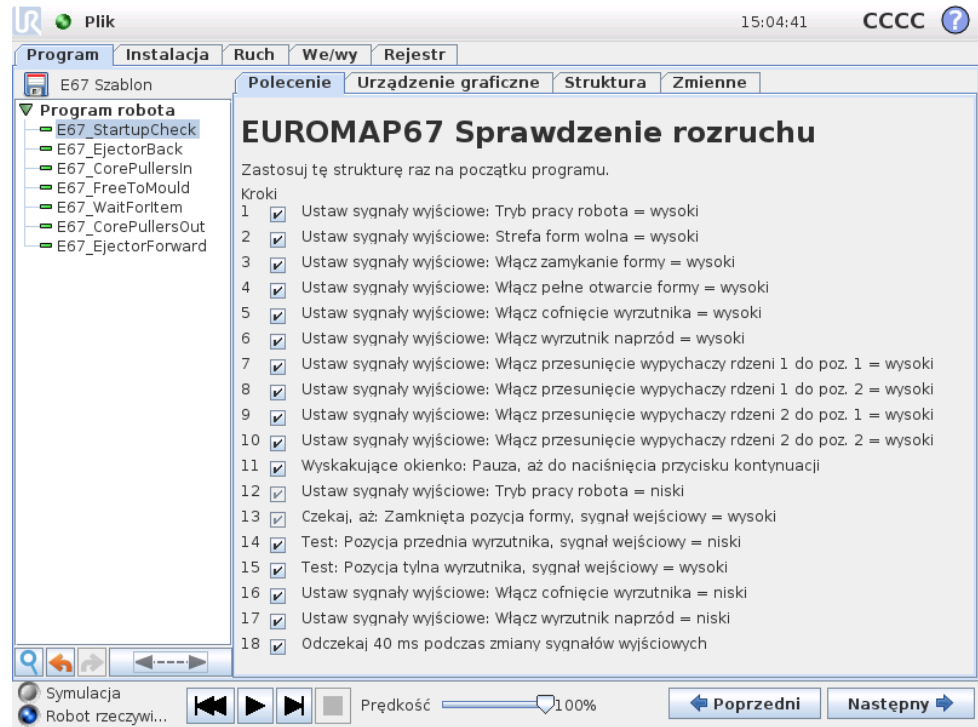 UR Plik 15:04:41 CCCC ?
Program Instalacja Ruch We/wy Rejestr
E67 Szablon
Polecenie Urządzenie graficzne Struktura Zmienne
Program robota
E67_StartupCheck
E67_EjectorBack
E67_CorePullersIn
E67_FreeToMould
E67_WaitForItem
E67_CorePullersOut
E67_EjectorForward
EUROMAP67 Sprawdzenie rozruchu
Zastosuj tę strukturę raz na początku programu.
Kroki
1 Ustaw sygnały wyjściowe: Tryb pracy robota = wysoki
2 Ustaw sygnały wyjściowe: Strefa form wolna = wysoki
3 Ustaw sygnały wyjściowe: Włącz zamykanie formy = wysoki
4 Ustaw sygnały wyjściowe: Włącz pełne otwarcie formy = wysoki
5 Ustaw sygnały wyjściowe: Włącz cofnięcie wyrzutnika = wysoki
6 Ustaw sygnały wyjściowe: Włącz wyrzutnik naprzód = wysoki
7 Ustaw sygnały wyjściowe: Włącz przesunięcie wypychaczy rdzeni 1 do poz. 1 = wysoki
8 Ustaw sygnały wyjściowe: Włącz przesunięcie wypychaczy rdzeni 1 do poz. 2 = wysoki
9 Ustaw sygnały wyjściowe: Włącz przesunięcie wypychaczy rdzeni 2 do poz. 1 = wysoki
10 Ustaw sygnały wyjściowe: Włącz przesunięcie wypychaczy rdzeni 2 do poz. 2 = wysoki
11 Wyskakujące okienko: Pauza, aż do naciśnięcia przycisku kontynuacji
12 Ustaw sygnały wyjściowe: Tryb pracy robota = niski
13 Czekaj, aż: Zamknięta pozycja formy, sygnał wejściowy = wysoki
14 Test: Pozycja przednia wyrzutnika, sygnał wejściowy = niski
15 Test: Pozycja tylna wyrzutnika, sygnał wejściowy = wysoki
16 Ustaw sygnały wyjściowe: Włącz cofnięcie wyrzutnika = niski
17 Ustaw sygnały wyjściowe: Włącz wyrzutnik naprzód = niski
18 Odczekaj 40 ms podczas zmiany sygnałów wyjściowych
Symulacja
Robot rzeczywi...
Prędkość 100%
Poprzedni Następny